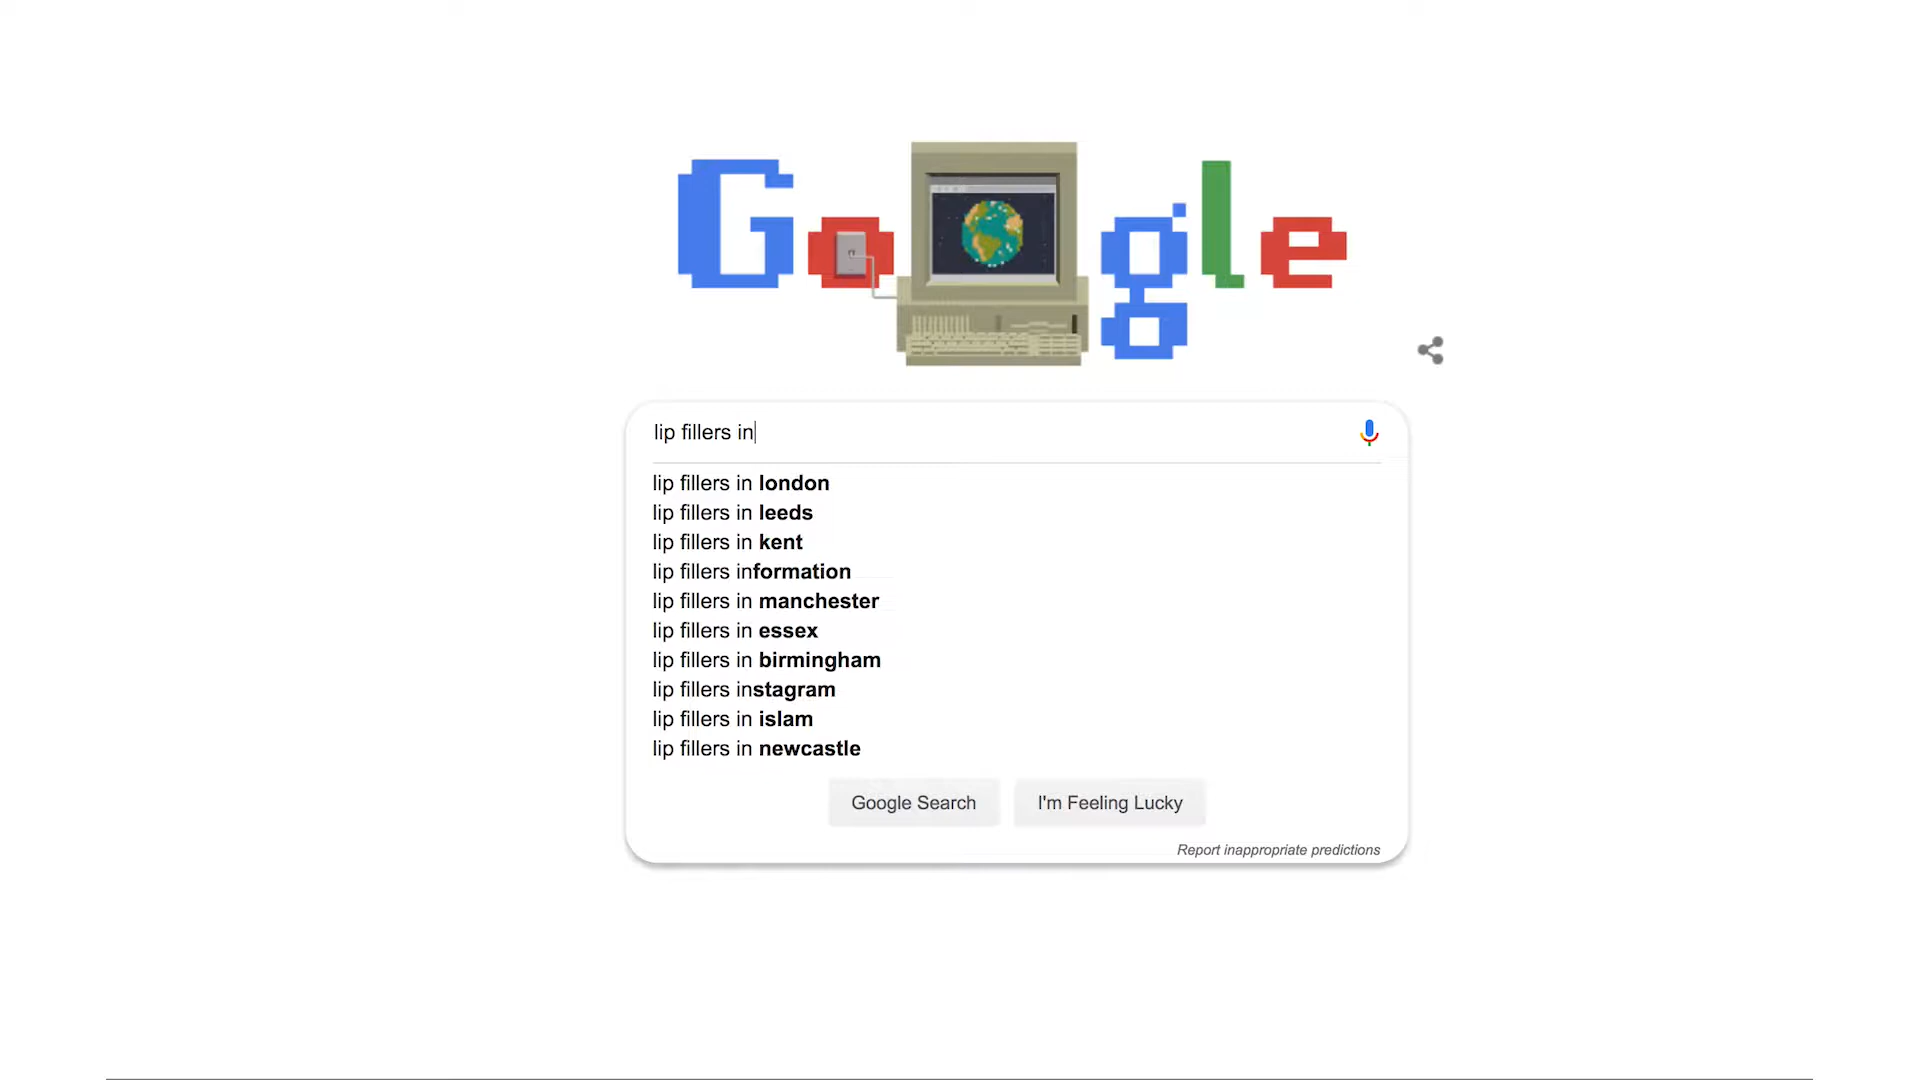 Google
lip fillers in
lip fillers in london
lip fillers in leeds
lip fillers in kent
lip fillers information
lip fillers in manchester
lip fillers in essex
lip fillers in birmingham
lip fillers instagram
lip fillers in islam
lip fillers in newcastle
Google Search
I'm Feeling Lucky
Report inappropriate predictions